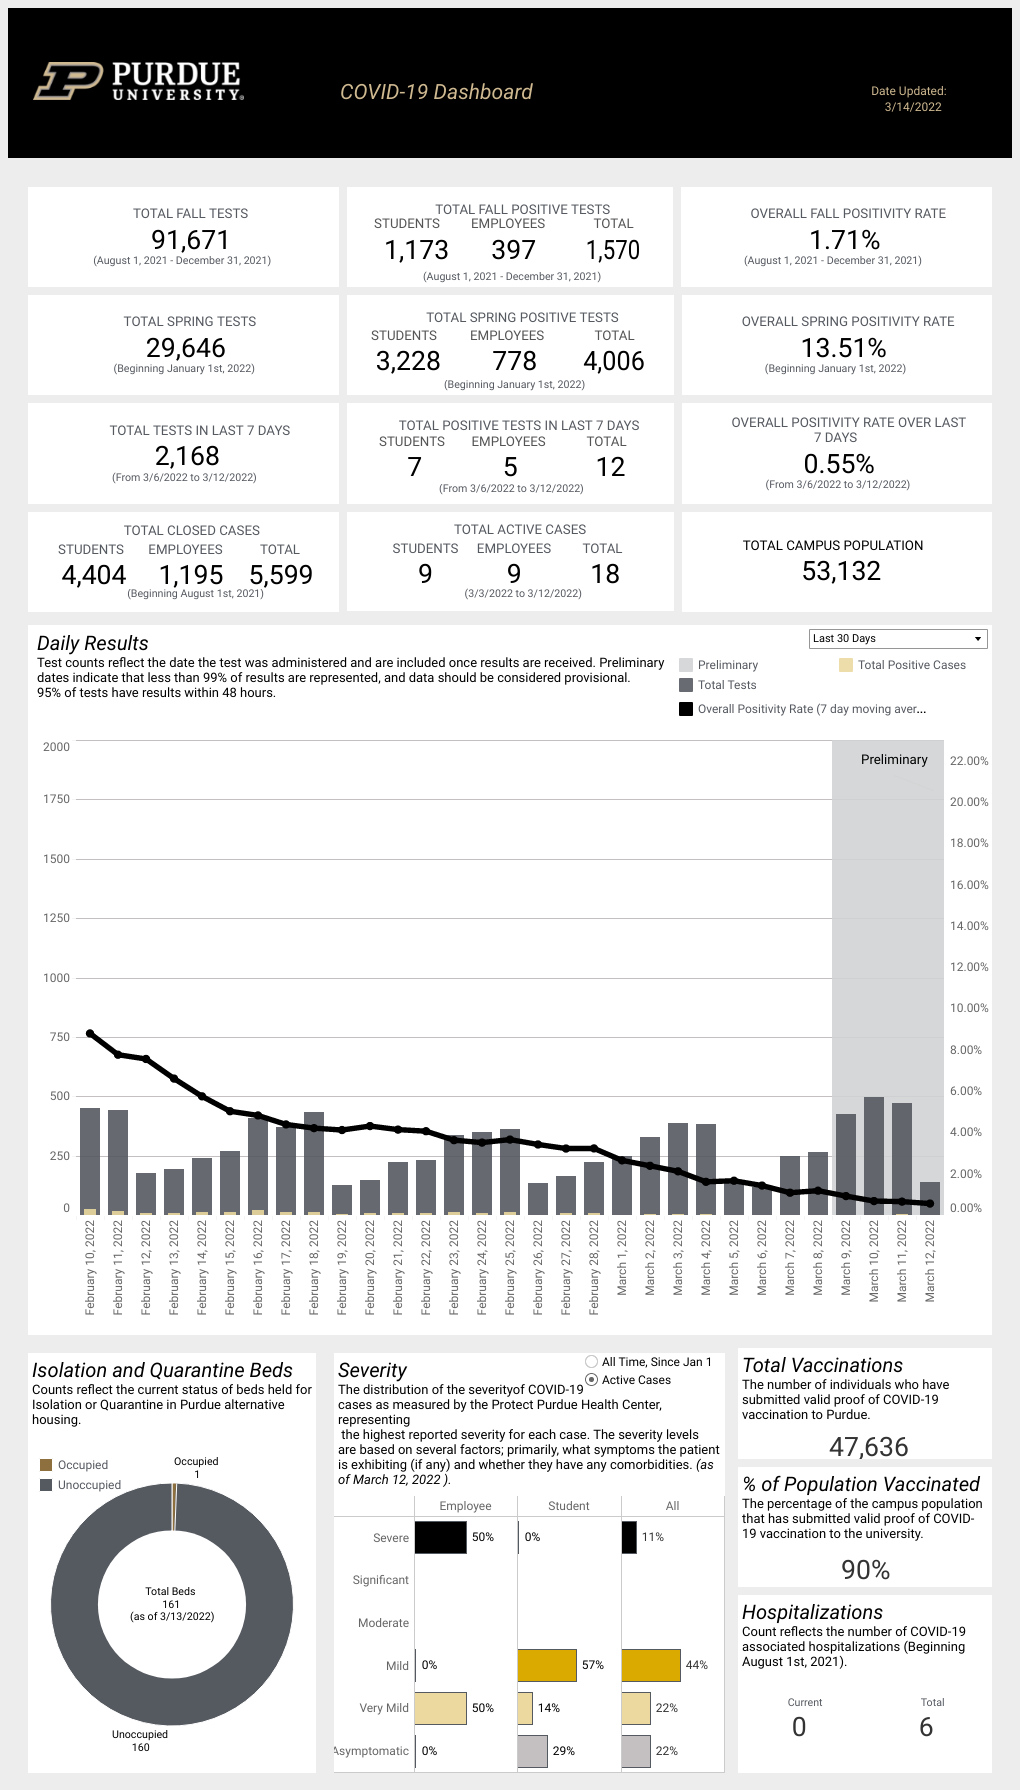 PURDUE
UNIVERSITY®
COVID-19 Dashboard
Date Updated:
3/14/2022
TOTAL FALL TESTS
91,671
(August 1, 2021 - December 31, 2021)
TOTAL FALL POSITIVE TESTS
STUDENTS EMPLOYEES TOTAL
1,173 397 1,570
(August 1, 2021 - December 31, 2021)
OVERALL FALL POSITIVITY RATE
1.71%
(August 1, 2021 - December 31, 2021)
TOTAL SPRING TESTS
29,646
(Beginning January 1st, 2022)
TOTAL SPRING POSITIVE TESTS
STUDENTS EMPLOYEES TOTAL
3,228 778 4,006
(Beginning January 1st, 2022)
OVERALL SPRING POSITIVITY RATE
13.51%
(Beginning January 1st, 2022)
TOTAL TESTS IN LAST 7 DAYS
2,168
(From 3/6/2022 to 3/12/2022)
TOTAL POSITIVE TESTS IN LAST 7 DAYS
STUDENTS EMPLOYEES TOTAL
7 5 12
(From 3/6/2022 to 3/12/2022)
OVERALL POSITIVITY RATE OVER LAST
7 DAYS
0.55%
(From 3/6/2022 to 3/12/2022)
TOTAL CLOSED CASES
STUDENTS EMPLOYEES TOTAL
4,404 1,195 5,599
(Beginning August 1st, 2021)
TOTAL ACTIVE CASES
STUDENTS EMPLOYEES TOTAL
9 9 18
(3/3/2022 to 3/12/2022)
TOTAL CAMPUS POPULATION
53,132
Daily Results
Test counts reflect the date the test was administered and are included once results are received. Preliminary
dates indicate that less than 99% of results are represented, and data should be considered provisional.
95% of tests have results within 48 hours.
Last 30 Days
Preliminary
Total Positive Cases
Total Tests
Overall Positivity Rate (7 day moving aver...
Preliminary
2000
1750
1500
1250
1000
750
500
250
0
22.00%
20.00%
18.00%
16.00%
14.00%
12.00%
10.00%
8.00%
6.00%
4.00%
2.00%
0.00%
February 10, 2022
February 11, 2022
February 12, 2022
February 13, 2022
February 14, 2022
February 15, 2022
February 16, 2022
February 17, 2022
February 18, 2022
February 19, 2022
February 20, 2022
February 21, 2022
February 22, 2022
February 23, 2022
February 24, 2022
February 25, 2022
February 26, 2022
February 27, 2022
February 28, 2022
March 1, 2022
March 2, 2022
March 3, 2022
March 4, 2022
March 5, 2022
March 6, 2022
March 7, 2022
March 8, 2022
March 9, 2022
March 10, 2022
March 11, 2022
March 12, 2022
Isolation and Quarantine Beds
Counts reflect the current status of beds held for
Isolation or Quarantine in Purdue alternative
housing.
Occupied
Unoccupied
Occupied
1
Total Beds
161
(as of 3/13/2022)
Unoccupied
160
Severity
All Time, Since Jan 1
Active Cases
The distribution of the severityof COVID-19
cases as measured by the Protect Purdue Health Center,
representing
the highest reported severity for each case. The severity levels
are based on several factors; primarily, what symptoms the patient
is exhibiting (if any) and whether they have any comorbidities. (as
of March 12, 2022 ).
Employee Student All
Severe 50% 0% 11%
Significant
Moderate
Mild 0% 57% 44%
Very Mild 50% 14% 22%
Asymptomatic 0% 29% 22%
Total Vaccinations
The number of individuals who have
submitted valid proof of COVID-19
vaccination to Purdue.
47,636
% of Population Vaccinated
The percentage of the campus population
that has submitted valid proof of COVID-
19 vaccination to the university.
90%
Hospitalizations
Count reflects the number of COVID-19
associated hospitalizations (Beginning
August 1st, 2021).
Current Total
0 6